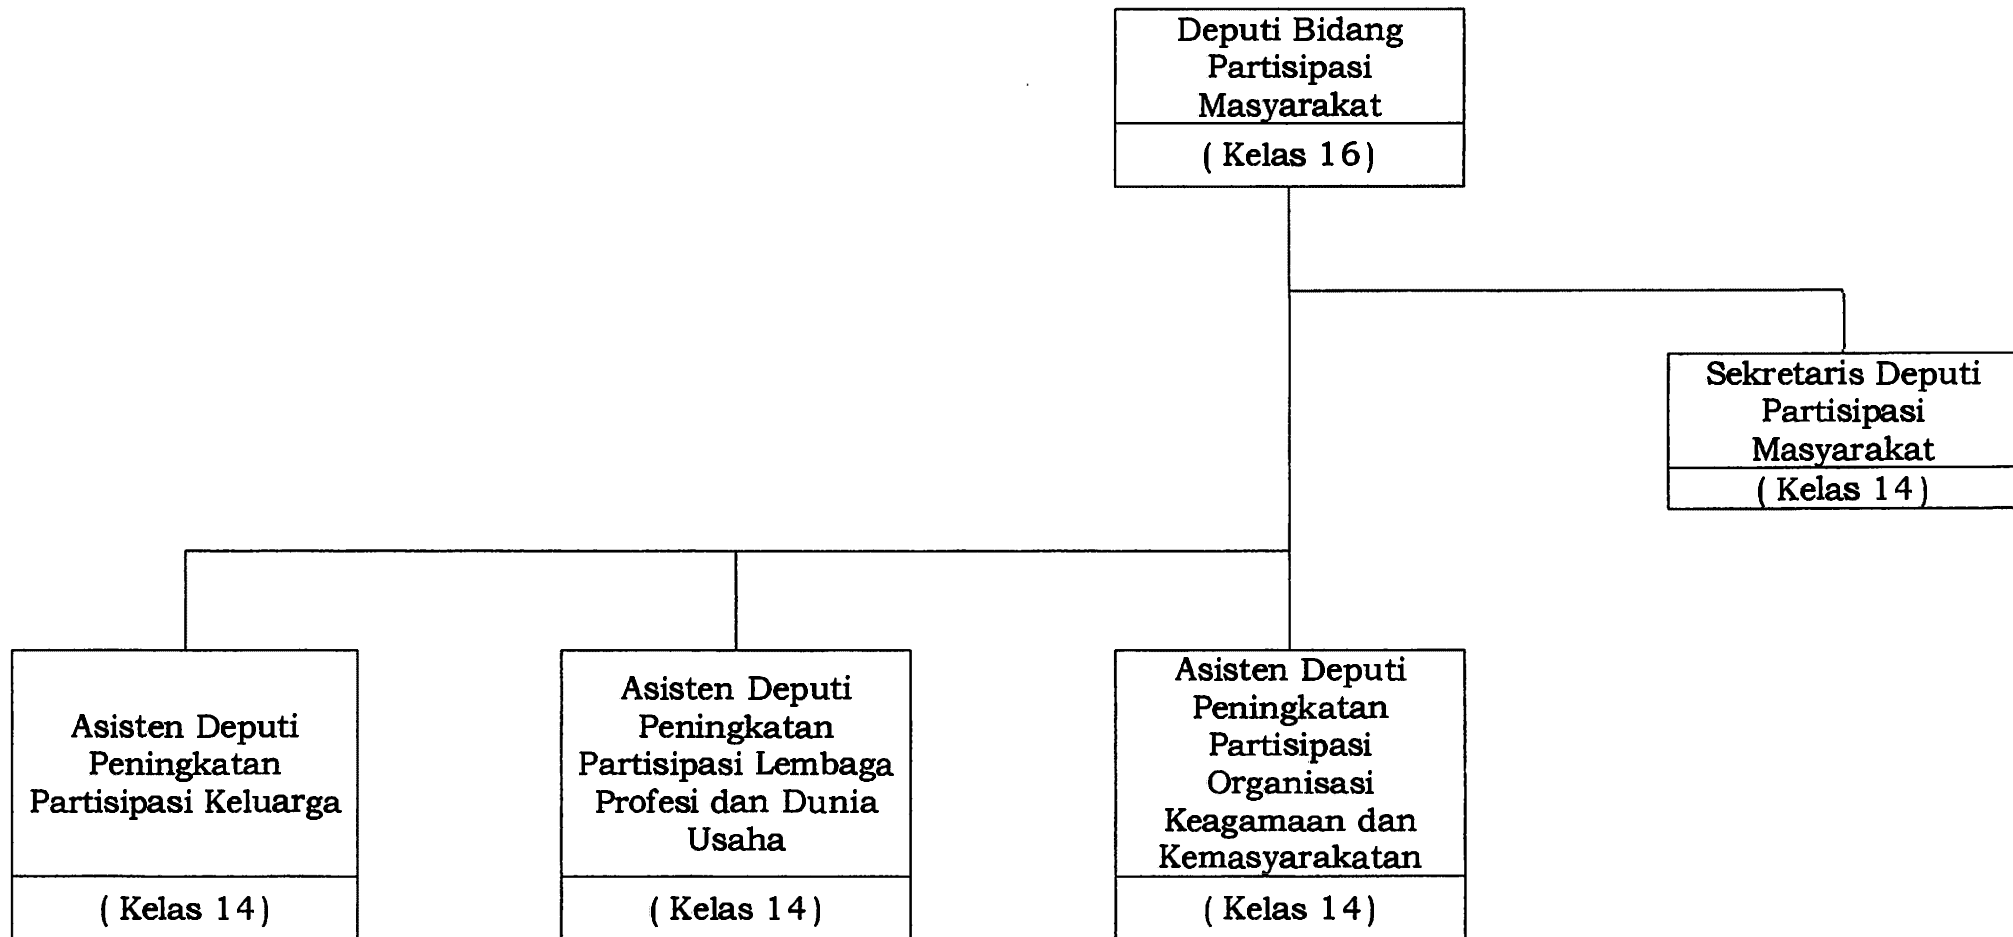 Deputi Bidang
Partisipasi
Masyarakat
( Kelas 16)
Sekretaris Deputi
Partisipasi
Masyarakat
( Kelas 14)
Asisten Deputi
Peningkatan
Partisipasi Keluarga
( Kelas 14)
Asisten Deputi
Peningkatan
Partisipasi Lembaga
Profesi dan Dunia
Usaha
( Kelas 14)
Asisten Deputi
Peningkatan
Partisipasi
Organisasi
Keagamaan dan
Kemasyarakatan
( Kelas 14)